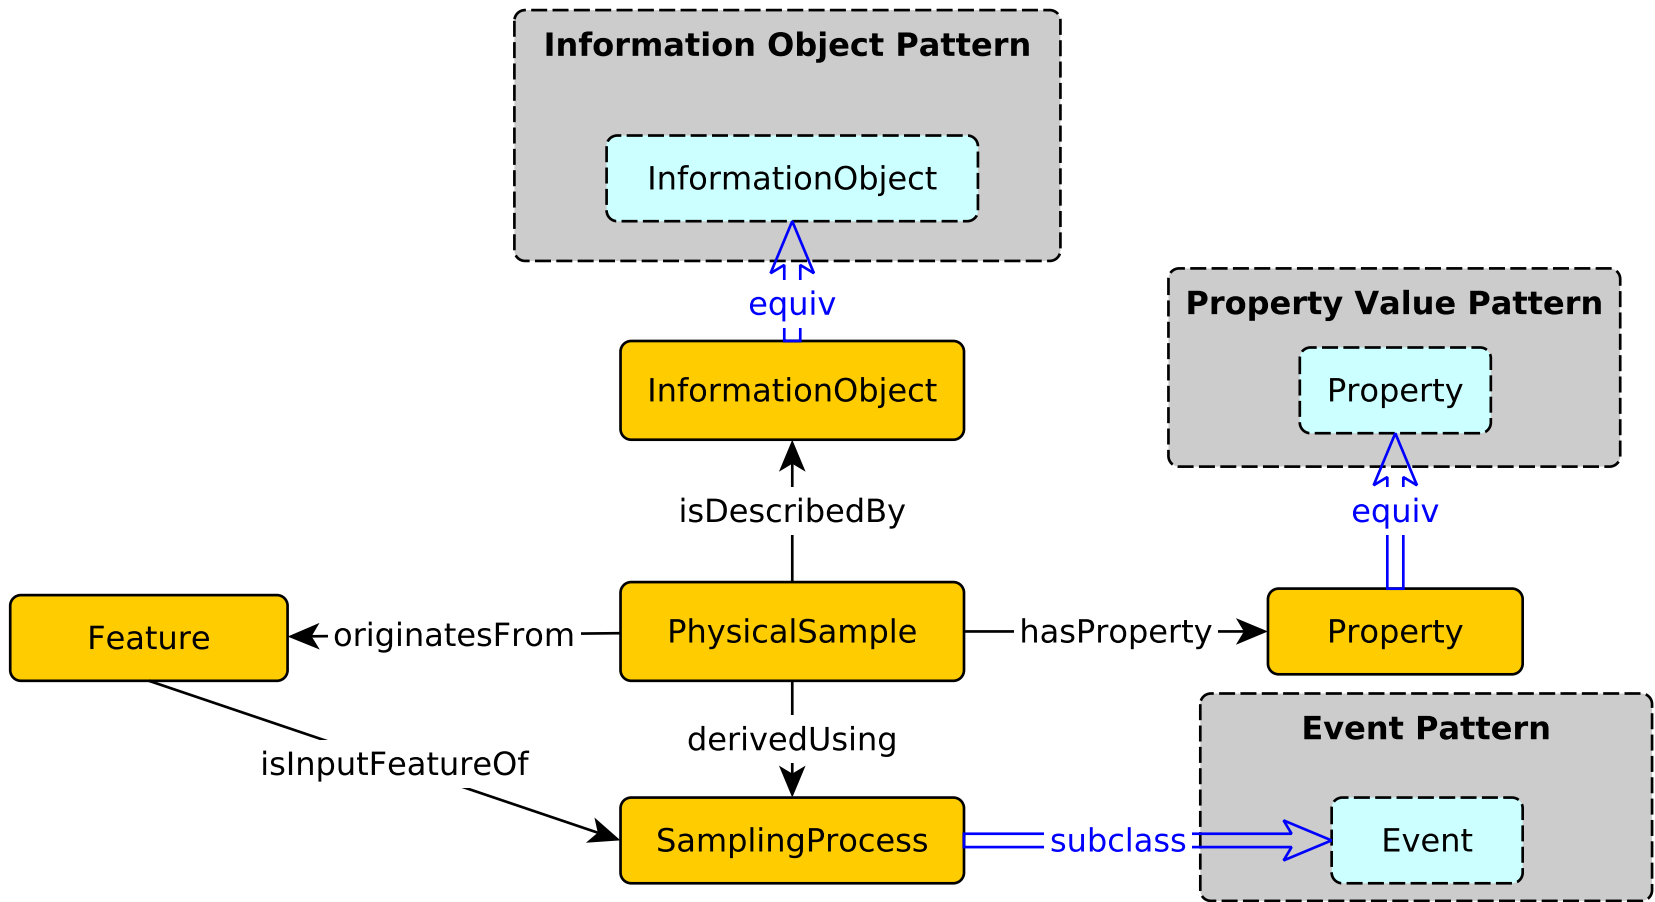 Information Object Pattern
InformationObject
equiv
Property Value Pattern
InformationObject
Property
isDescribedBy
equiv
Feature
originatesFrom
PhysicalSample
hasProperty
Property
derivedUsing
Event Pattern
isInputFeatureOf
SamplingProcess
subclass
Event